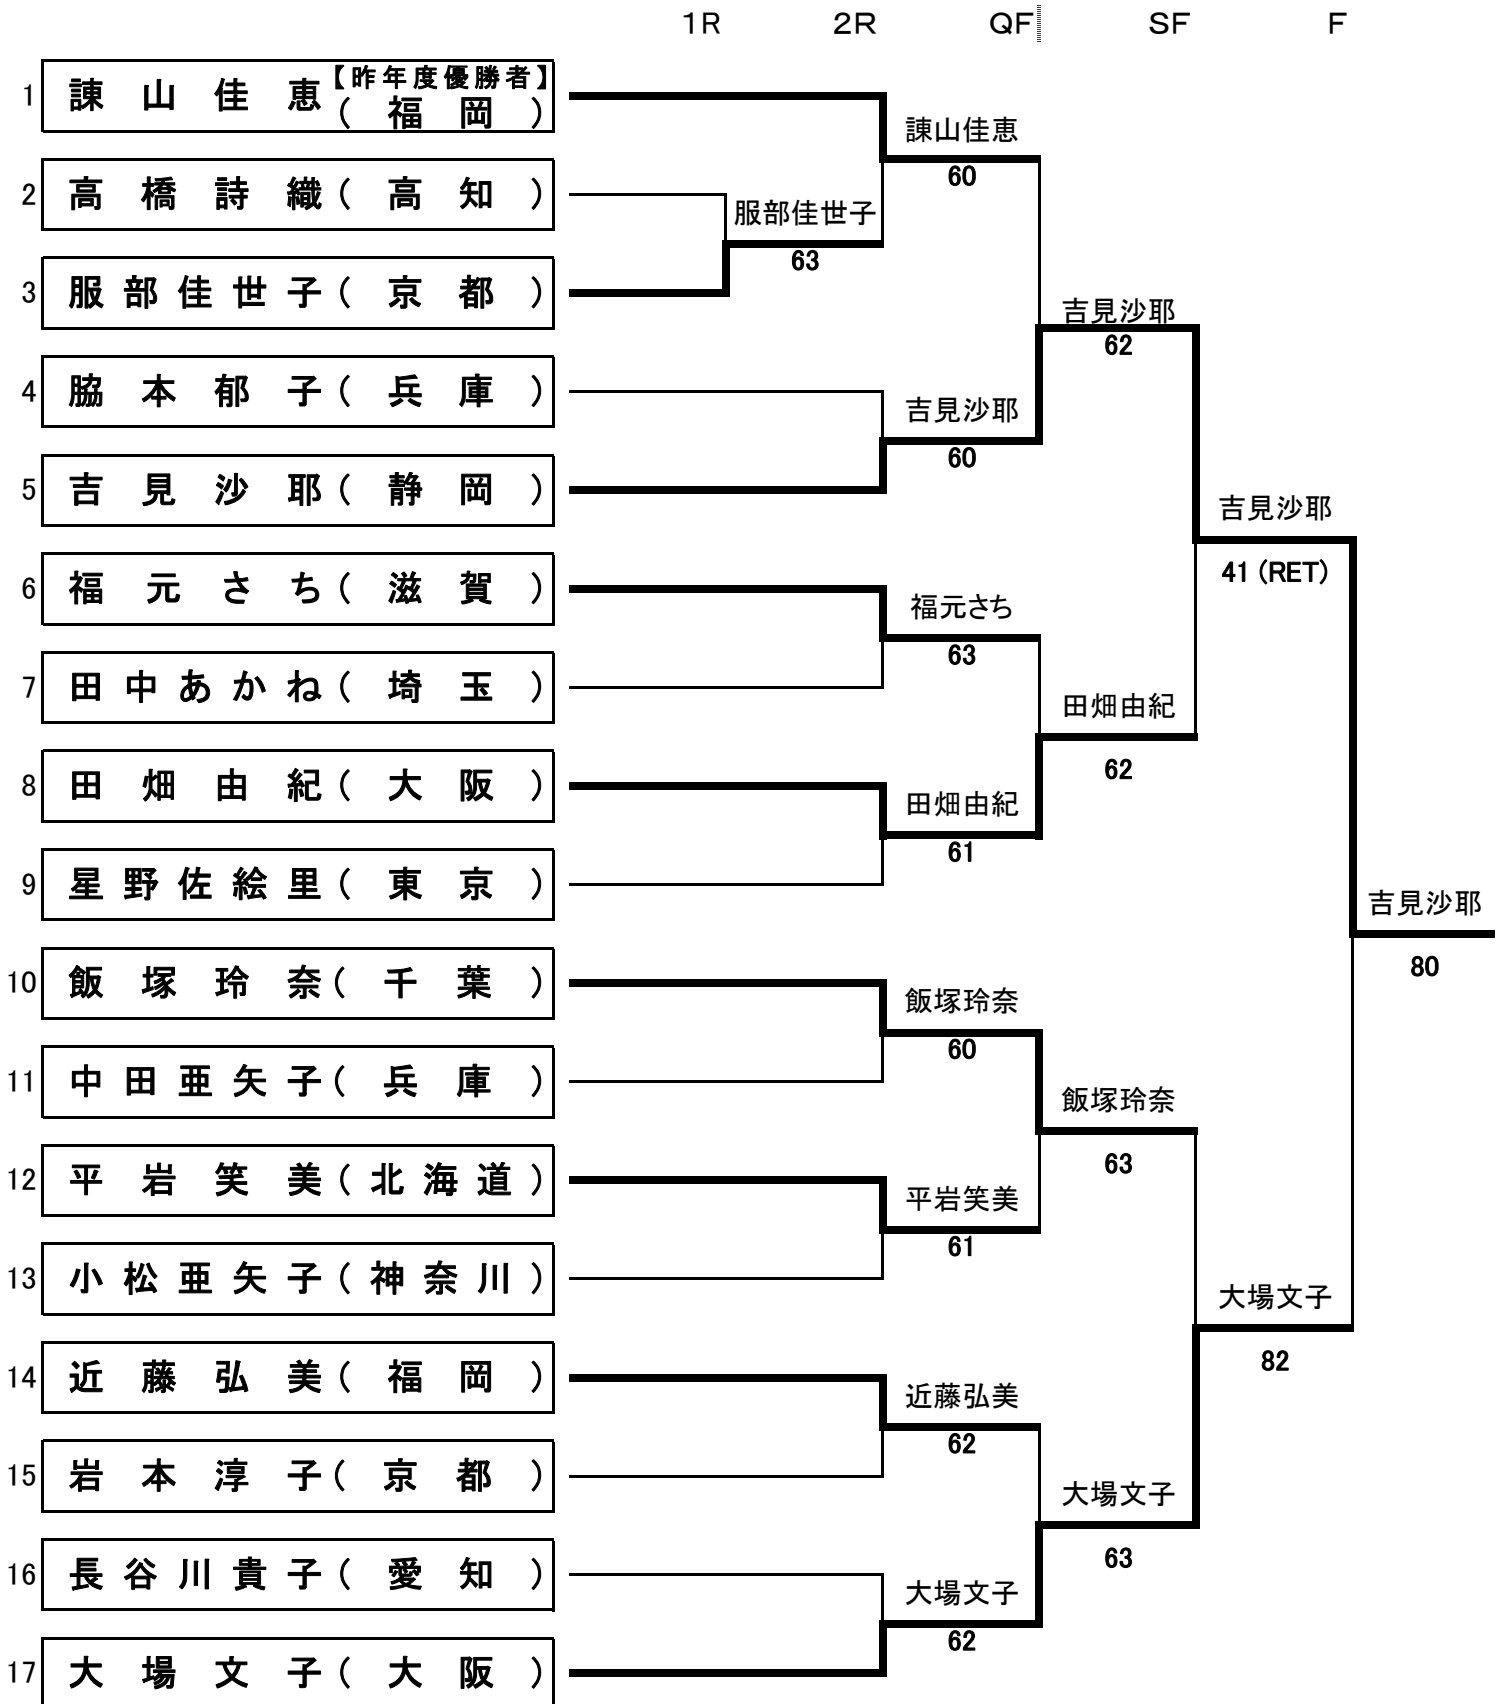 1R 2R QF SF F
1 諌山佳恵 【昨年度優勝者】
(福岡)
諌山佳恵
60
2 高橋詩織(高知)
服部佳世子
63
3 服部佳世子(京都)
吉見沙耶
62
4 脇本郁子(兵庫)
吉見沙耶
60
5 吉見沙耶(静岡)
吉見沙耶
41(RET)
6 福元さち(滋賀)
福元さち
63
7 田中あかね(埼玉)
田畑由紀
62
8 田畑由紀(大阪)
田畑由紀
61
9 星野佐絵里(東京)
吉見沙耶
80
10 飯塚玲奈(千葉)
飯塚玲奈
60
11 中田亜矢子(兵庫)
飯塚玲奈
63
12 平岩笑美(北海道)
平岩笑美
61
13 小松亜矢子(神奈川)
大場文子
82
14 近藤弘美(福岡)
近藤弘美
62
15 岩本淳子(京都)
大場文子
63
16 長谷川貴子(愛知)
大場文子
62
17 大場文子(大阪)